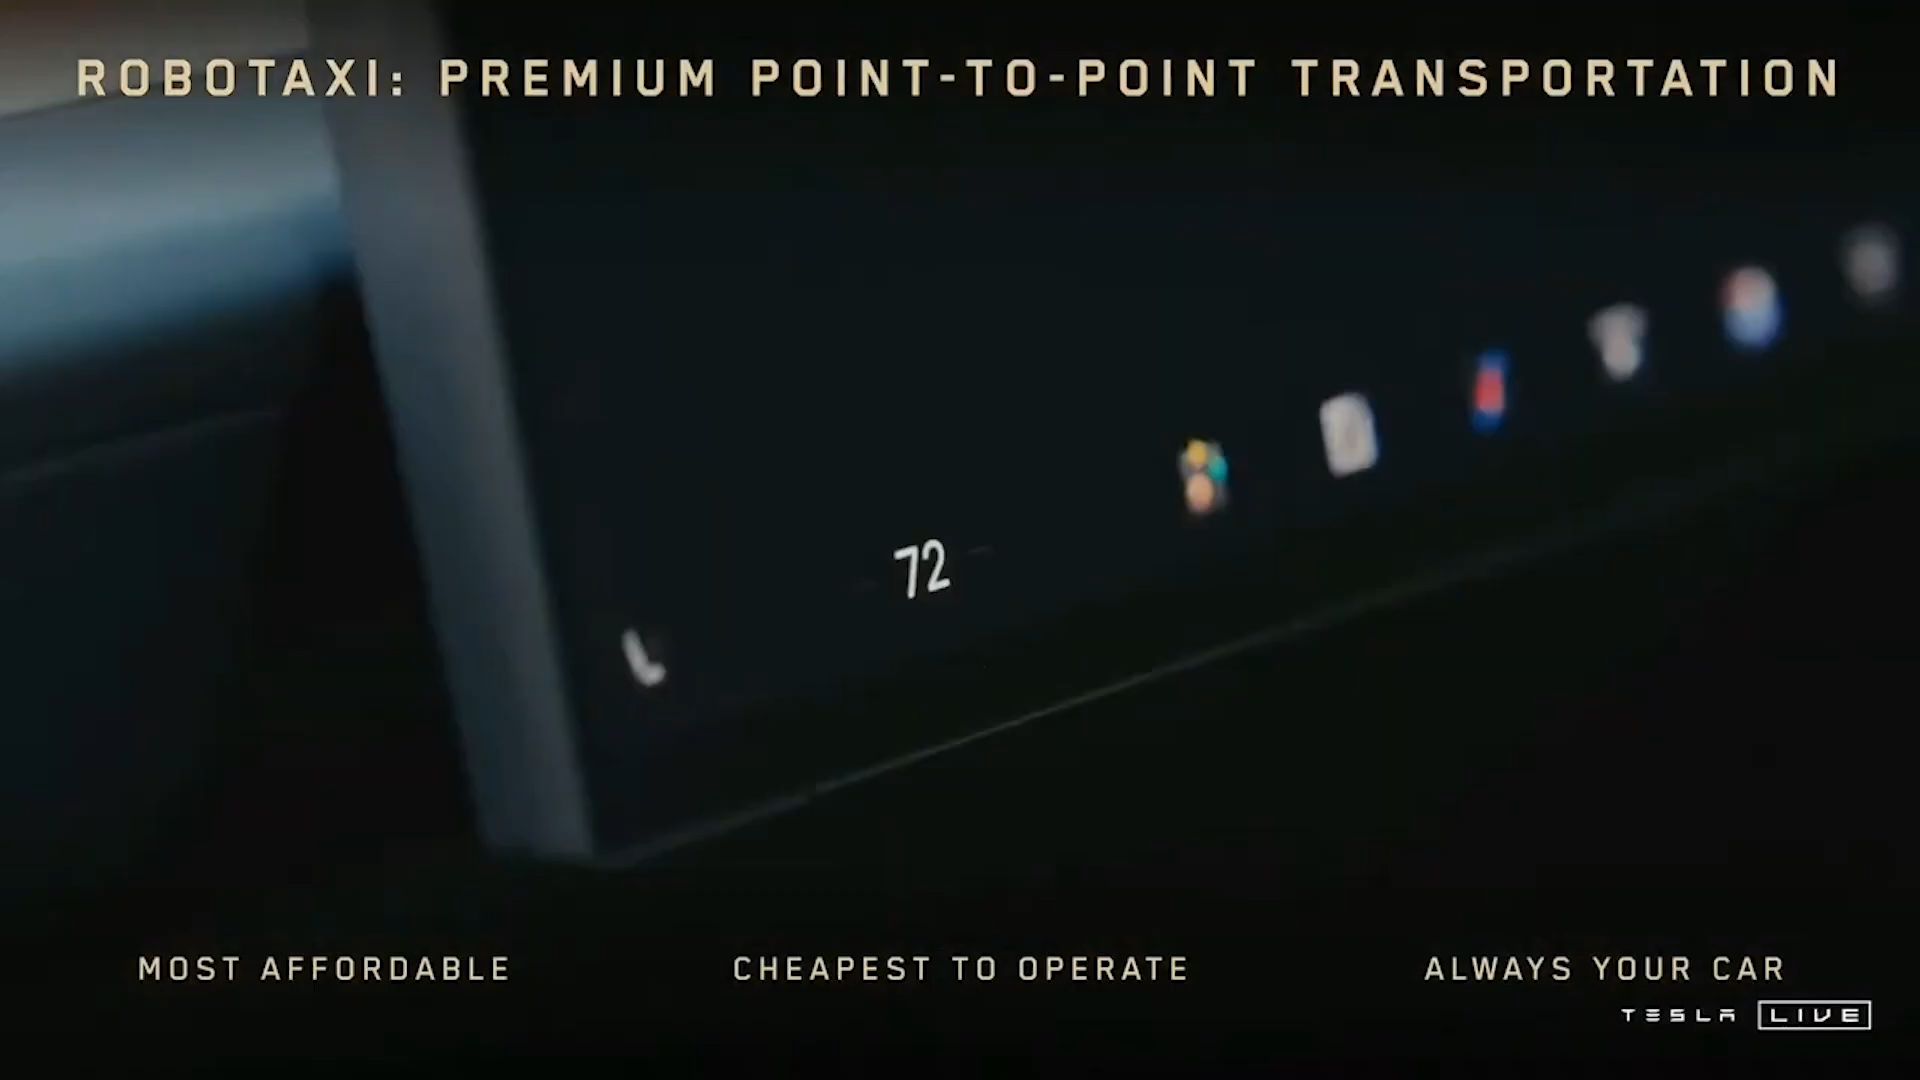 ROBOTAXI: PREMIUM POINT-TO-POINT TRANSPORTATION
72
MOST AFFORDABLE CHEAPEST TO OPERATE ALWAYS YOUR CAR
TESLA LIVE